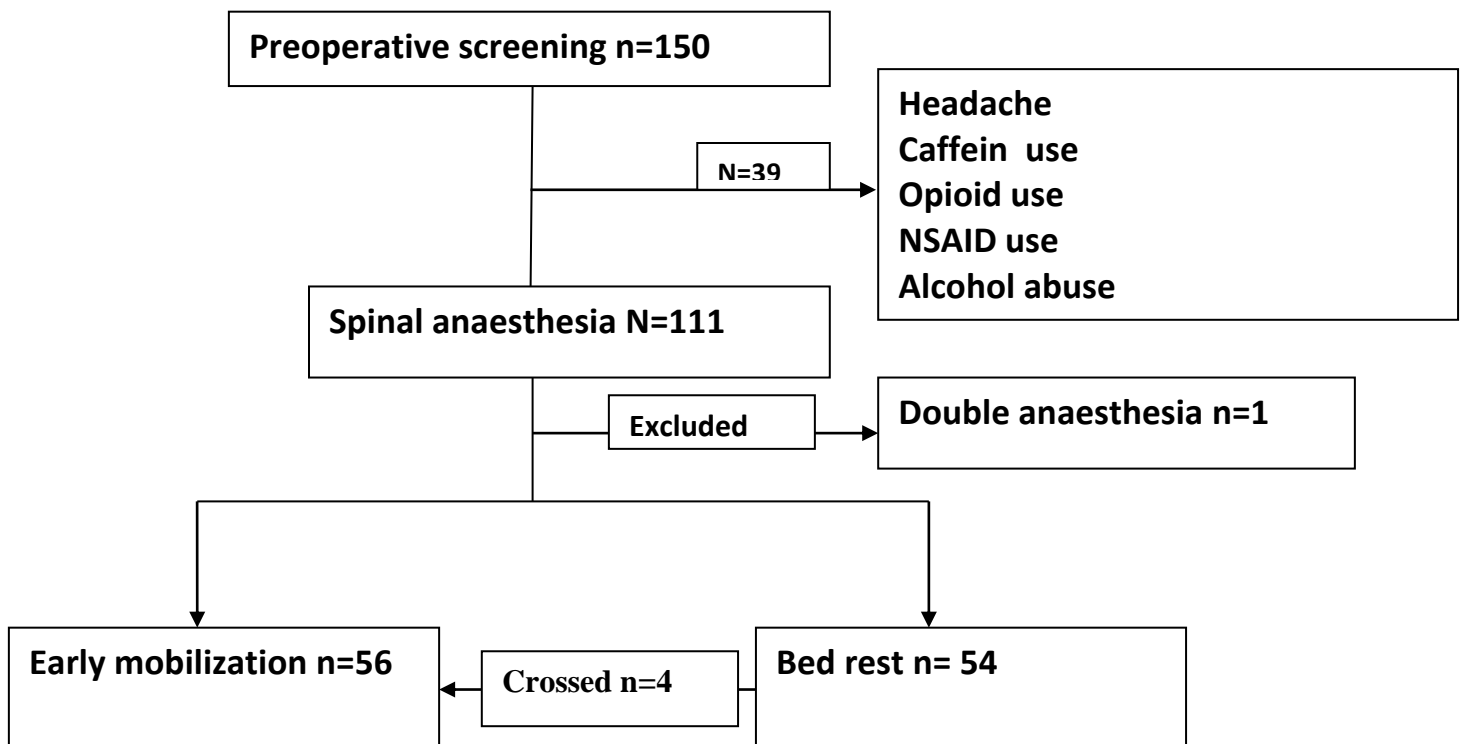 Preoperative screening n=150
Headache
Caffein use
Opioid use
NSAID use
Alcohol abuse
N=39
Spinal anaesthesia N=111
Double anaesthesia n=1
Excluded
Early mobilization n=56
Crossed n=4
Bed rest n= 54